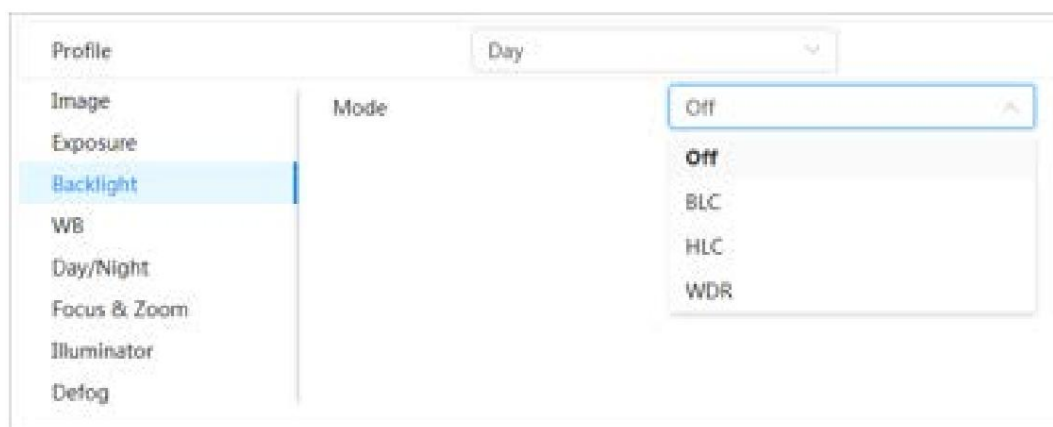 Profile
Day
Image
Mode
Off
Exposure
Off
Backlight
BLC
WB
HLC
Day/Night
WDR
Focus & Zoom
Illuminator
Defog